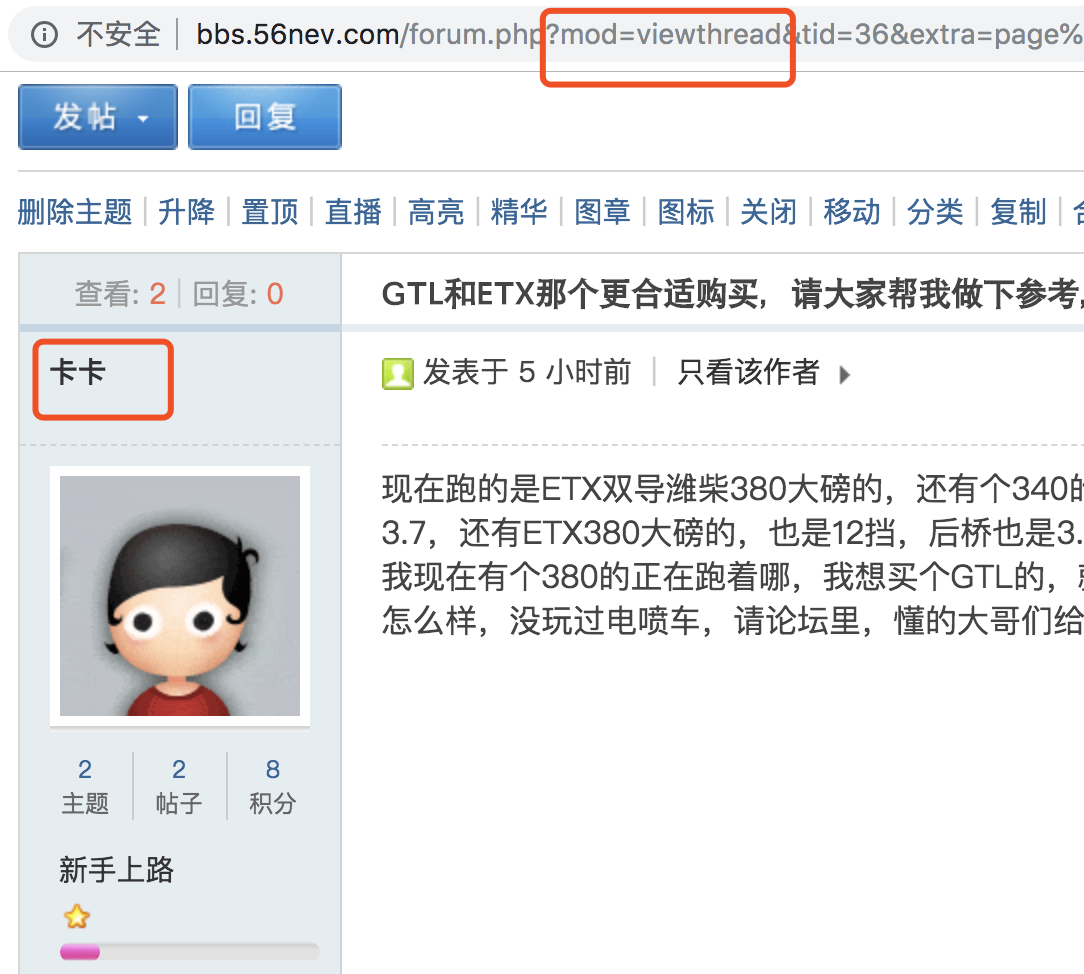 不安全 bbs.56nev.com/forum.php?mod=viewthread&tid=36&extra=page%
发帖 回复
删除主题 升降 置顶 直播 高亮 精华 图章 图标 关闭 移动 分类 复制
查看: 2 回复: 0 GTL和ETX那个更合适购买，请大家帮我做下参考,
卡卡 发表于 5 小时前 只看该作者
现在跑的是ETX双导潍柴380大磅的，还有个340的
3.7，还有ETX380大磅的，也是12挡，后桥也是3.
我现在有个380的正在跑着哪，我想买个GTL的，
怎么样，没玩过电喷车，请论坛里，懂的大哥们给
2 2 8
主题 帖子 积分
新手上路